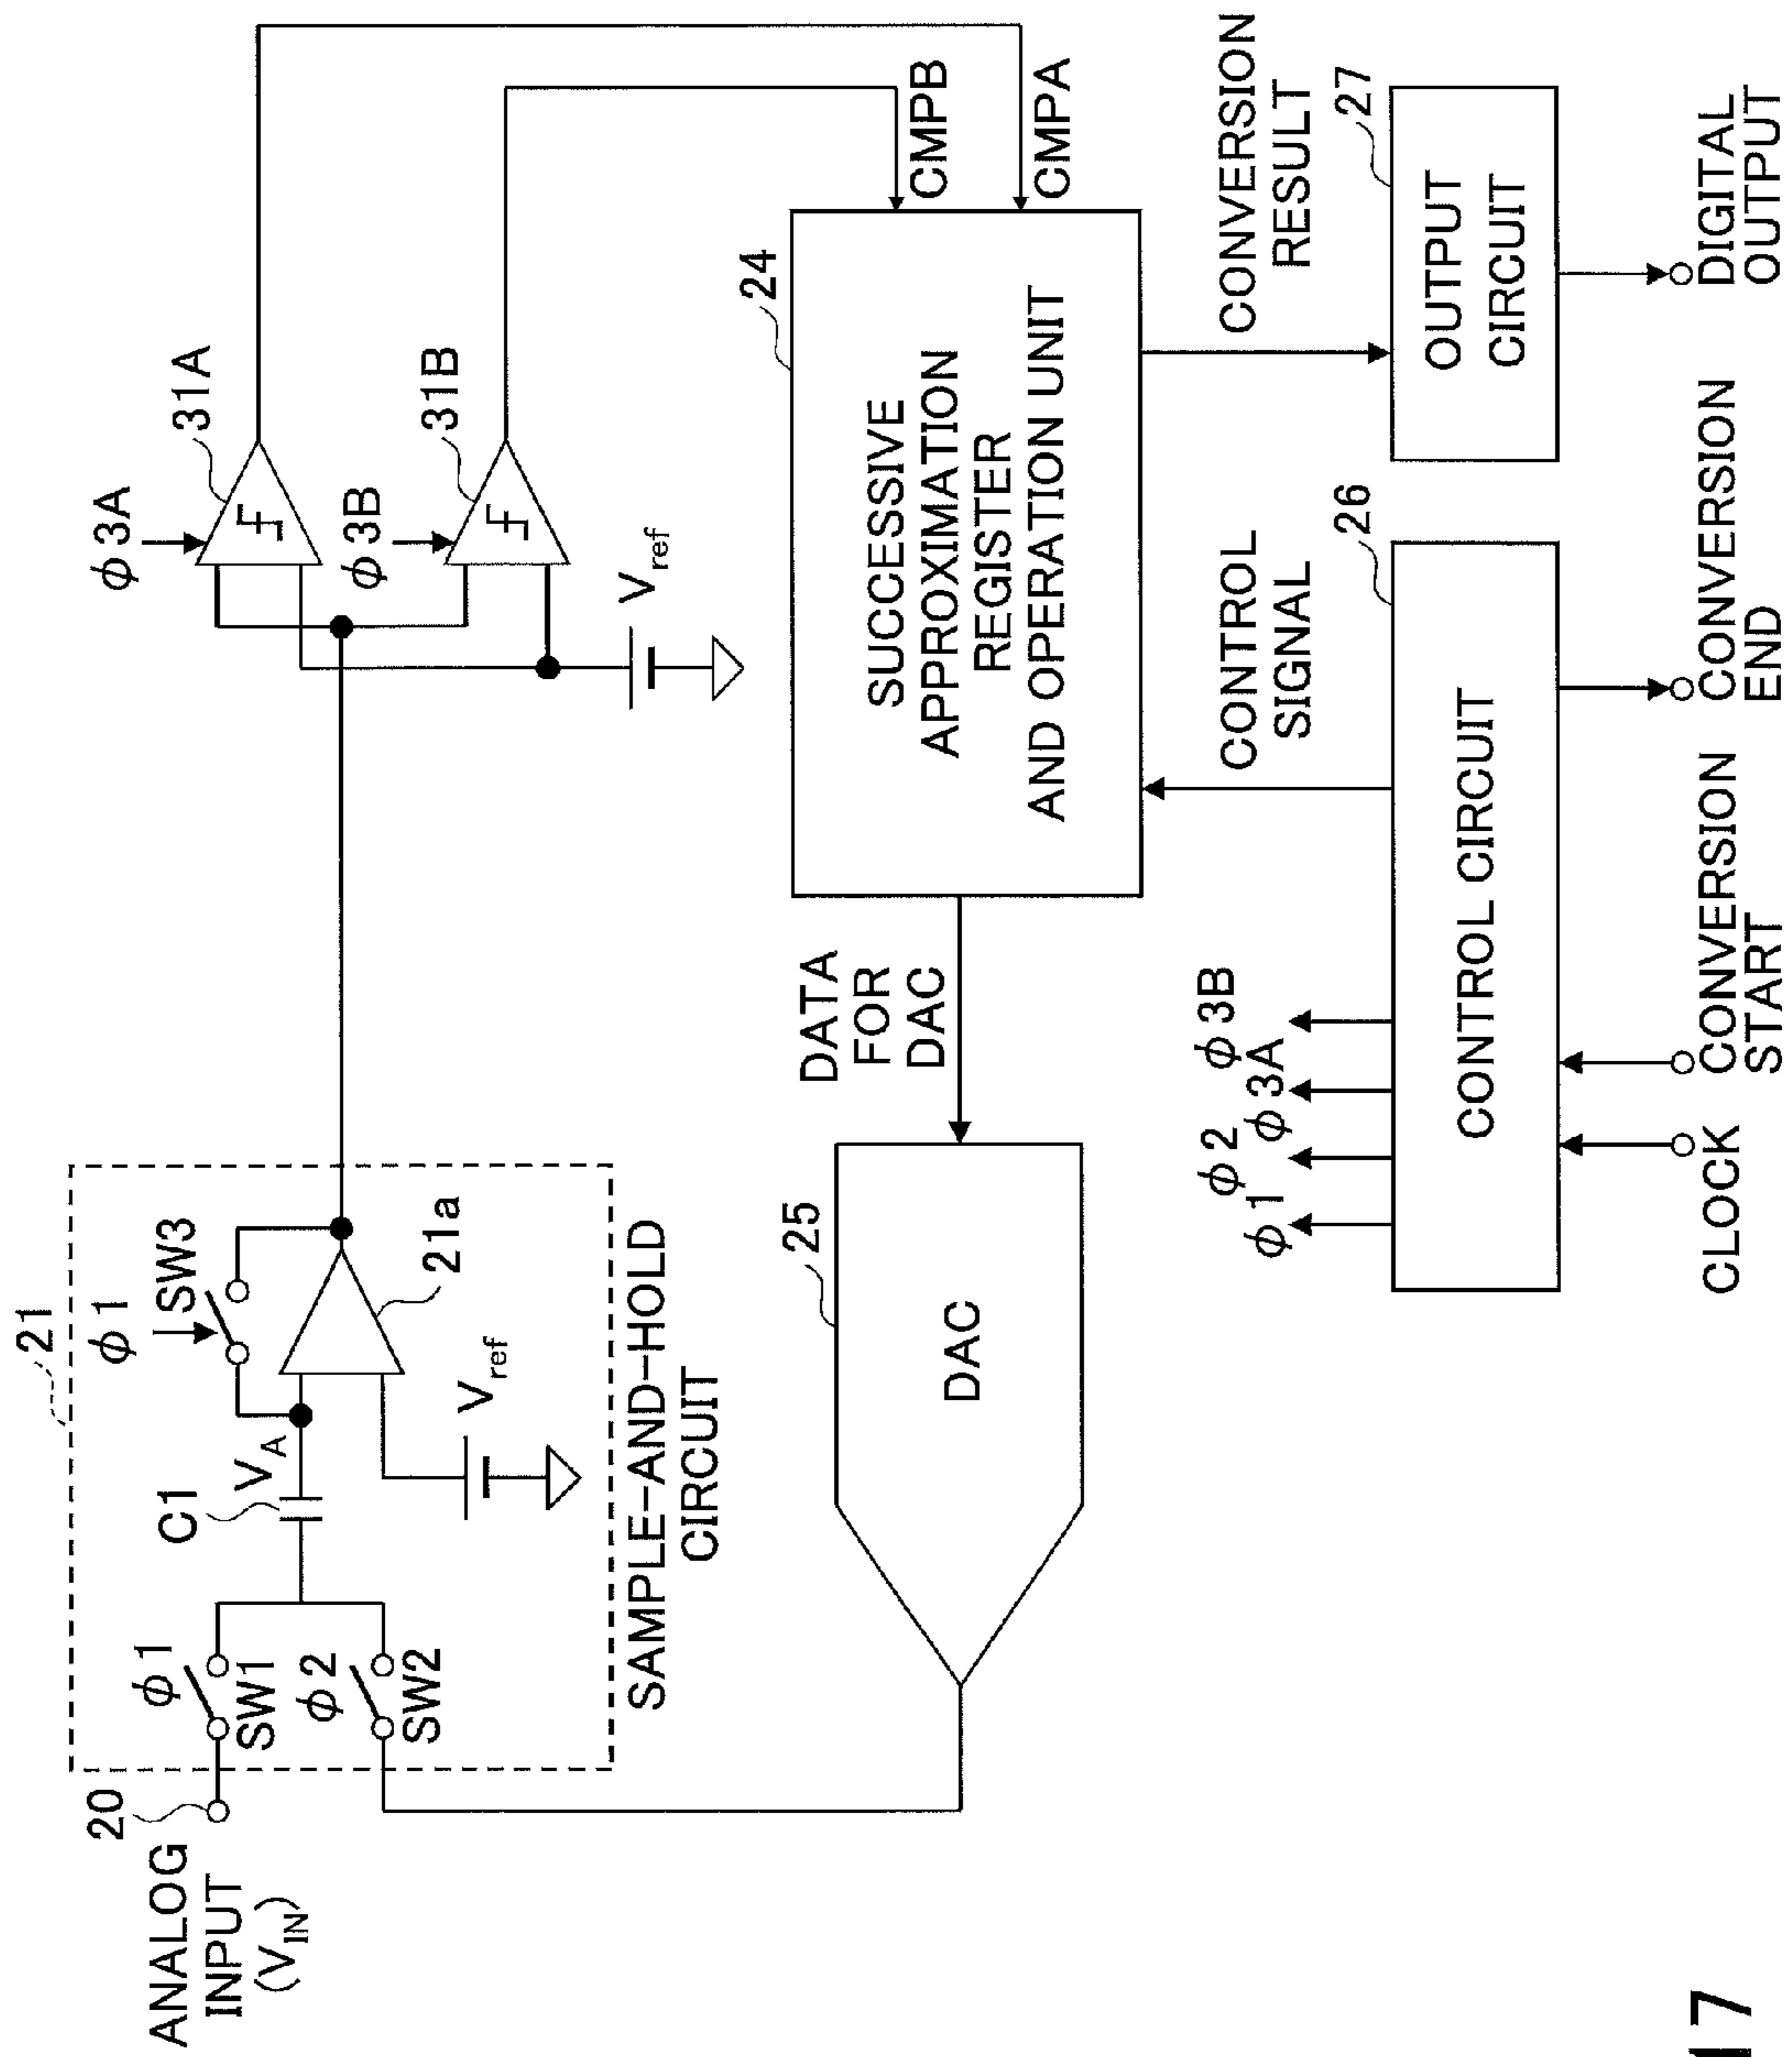 21
20
ANALOG
INPUT
(VIN)
φ1
SW1
φ2
SW2
C1
VA
φ1
SW3
21a
Vref
SAMPLE-AND-HOLD
CIRCUIT
φ3A
31A
φ3B
31B
Vref
CMPB
CMPA
25
DAC
DATA
FOR
DAC
24
SUCCESSIVE
APPROXIMATION
REGISTER
AND OPERATION UNIT
φ1
φ2
φ3A
φ3B
CONTROL
SIGNAL
CONVERSION
RESULT
26
CONTROL CIRCUIT
27
OUTPUT
CIRCUIT
CLOCK
CONVERSION
START
CONVERSION
END
DIGITAL
OUTPUT
17